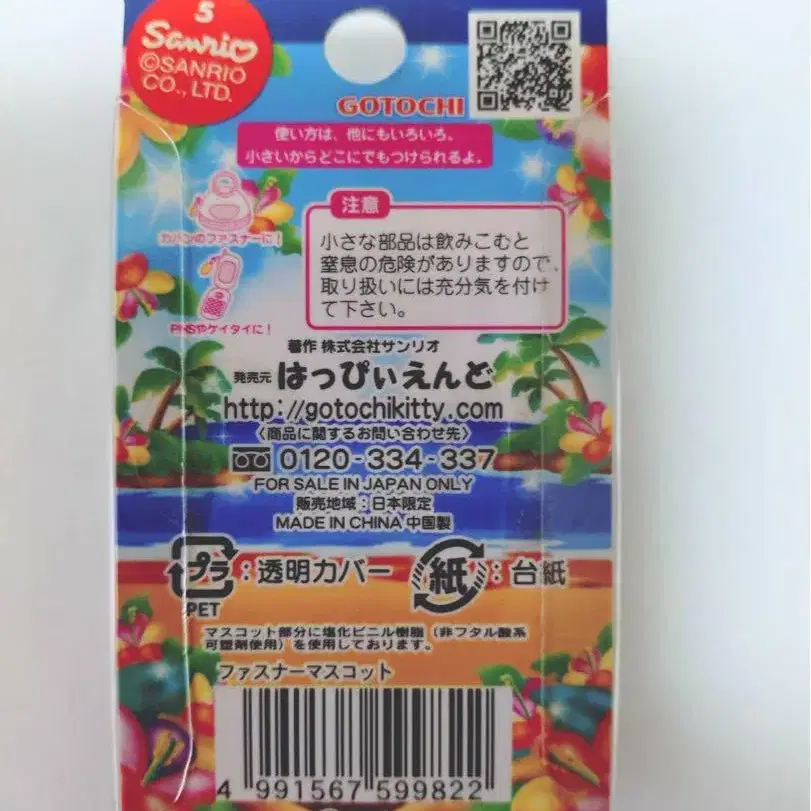 5
Sanrio
©SANRIO
CO., LTD.
GOTOCHI
使い方は、他にもいろいろ。
小さいからどこにでもつけられるよ。
カバンのファスナーに！
PHSやケイタイに！
注意
小さな部品は飲みこむと
窒息の危険がありますので、
取り扱いには充分気を付け
て下さい。
著作 株式会社サンリオ
発売元 はっぴぃえんど
http://gotochikitty.com
〈商品に関するお問い合わせ先〉
0120-334-337
FOR SALE IN JAPAN ONLY
販売地域：日本限定
MADE IN CHINA 中国製
プラ：透明カバー
PET
紙：台紙
マスコット部分に塩化ビニル樹脂（非フタル酸系
可塑剤使用）を使用しております。
ファスナーマスコット
4 991567 599822